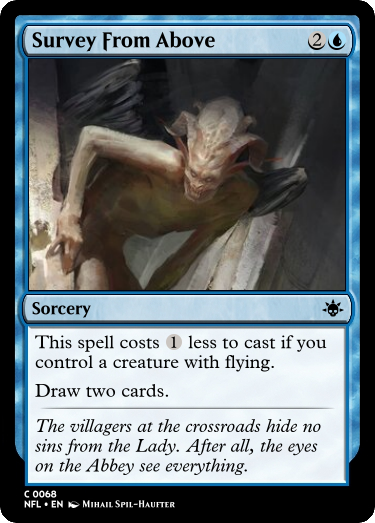 Survey From Above 2
Sorcery
This spell costs 1 less to cast if you
control a creature with flying.
Draw two cards.
The villagers at the crossroads hide no
sins from the Lady. After all, the eyes
on the Abbey see everything.
C 0068
NFL • EN Mihail Spil-Haufter